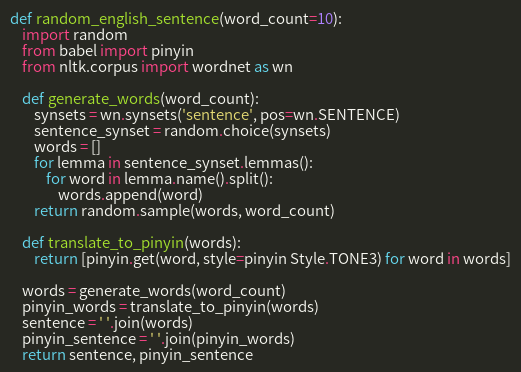 def random_english_sentence(word_count=10):
import random
from babel import pinyin
from nltk.corpus import wordnet as wn
def generate_words(word_count):
synsets = wn.synsets('sentence', pos=wn.SENTENCE)
sentence_synset = random.choice(synsets)
words = []
for lemma in sentence_synset.lemmas():
for word in lemma.name().split():
words.append(word)
return random.sample(words, word_count)
def translate_to_pinyin(words):
return [pinyin.get(word, style=pinyin Style.TONE3) for word in words]
words = generate_words(word_count)
pinyin_words = translate_to_pinyin(words)
sentence = ' '.join(words)
pinyin_sentence = ' '.join(pinyin_words)
return sentence, pinyin_sentence